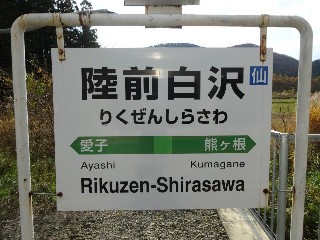 陸前白沢 仙
りくぜんしらさわ
愛子 熊ヶ根
Ayashi Kumagane
Rikuzen-Shirasawa